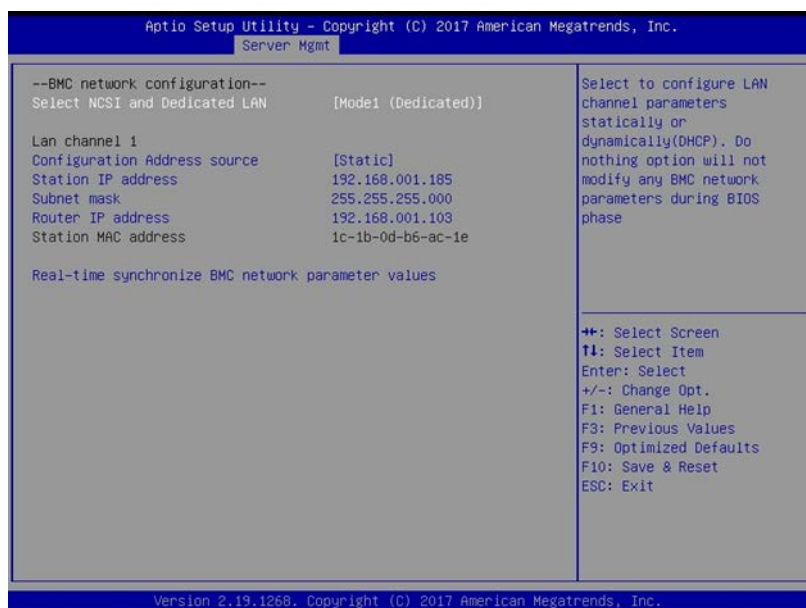 Aptio Setup Utility – Copyright (C) 2017 American Megatrends, Inc.
Server Mgmt
--BMC network configuration--
Select NCSI and Dedicated LAN [Mode1 (Dedicated)]
Lan channel 1
Configuration Address source [Static]
Station IP address 192.168.001.185
Subnet mask 255.255.255.000
Router IP address 192.168.001.103
Station MAC address 1c-1b-0d-b6-ac-1e
Real-time synchronize BMC network parameter values
Select to configure LAN
channel parameters
statically or
dynamically(DHCP). Do
nothing option will not
modify any BMC network
parameters during BIOS
phase
→←: Select Screen
↑↓: Select Item
Enter: Select
+/-: Change Opt.
F1: General Help
F3: Previous Values
F9: Optimized Defaults
F10: Save & Reset
ESC: Exit
Version 2.19.1268. Copyright (C) 2017 American Megatrends, Inc.